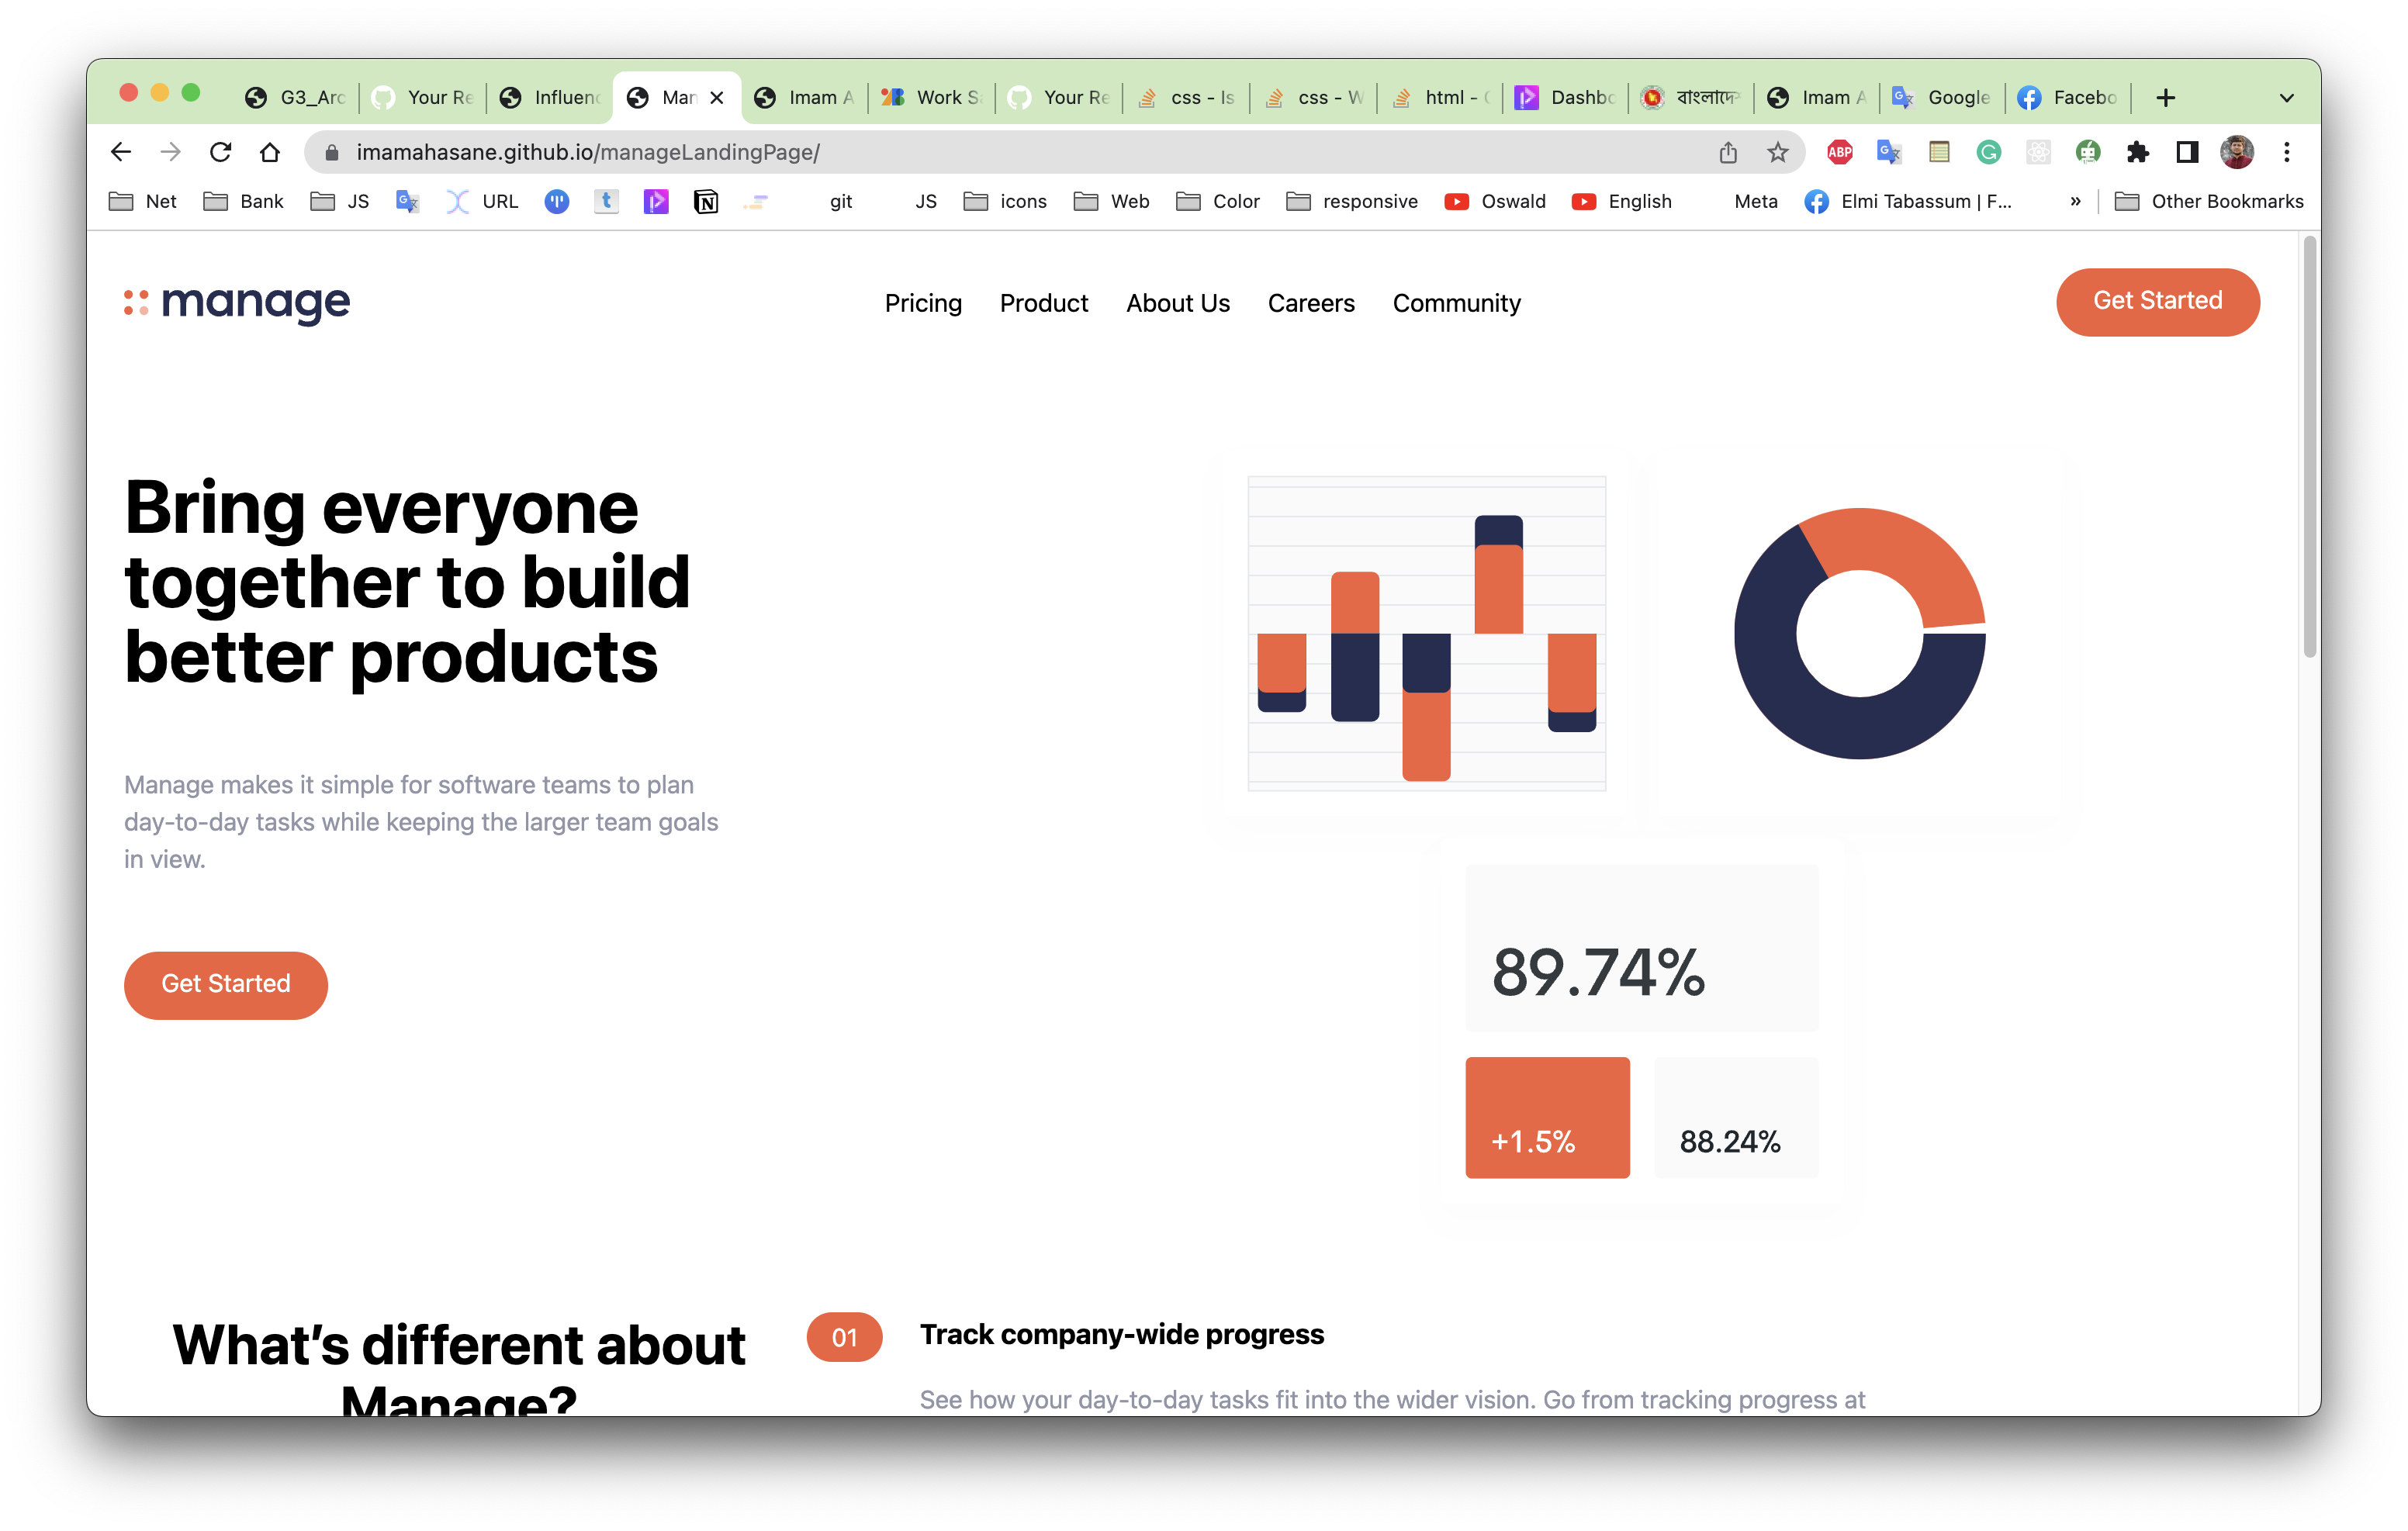 G3_Arc
Your Re
Influenc
Man
Imam A
Work S
Your Re
css - Is
css - W
html -
Dashbo
বাংলাদে
Imam A
Google
Facebo
imamahasane.github.io/manageLandingPage/
ABP
Net
Bank
JS
URL
git
JS
icons
Web
Color
responsive
Oswald
English
Meta
Elmi Tabassum | F...
»
Other Bookmarks
manage
Pricing
Product
About Us
Careers
Community
Get Started
Bring everyone
together to build
better products
Manage makes it simple for software teams to plan
day-to-day tasks while keeping the larger team goals
in view.
Get Started
89.74%
+1.5%
88.24%
What’s different about
Manage?
01
Track company-wide progress
See how your day-to-day tasks fit into the wider vision. Go from tracking progress at